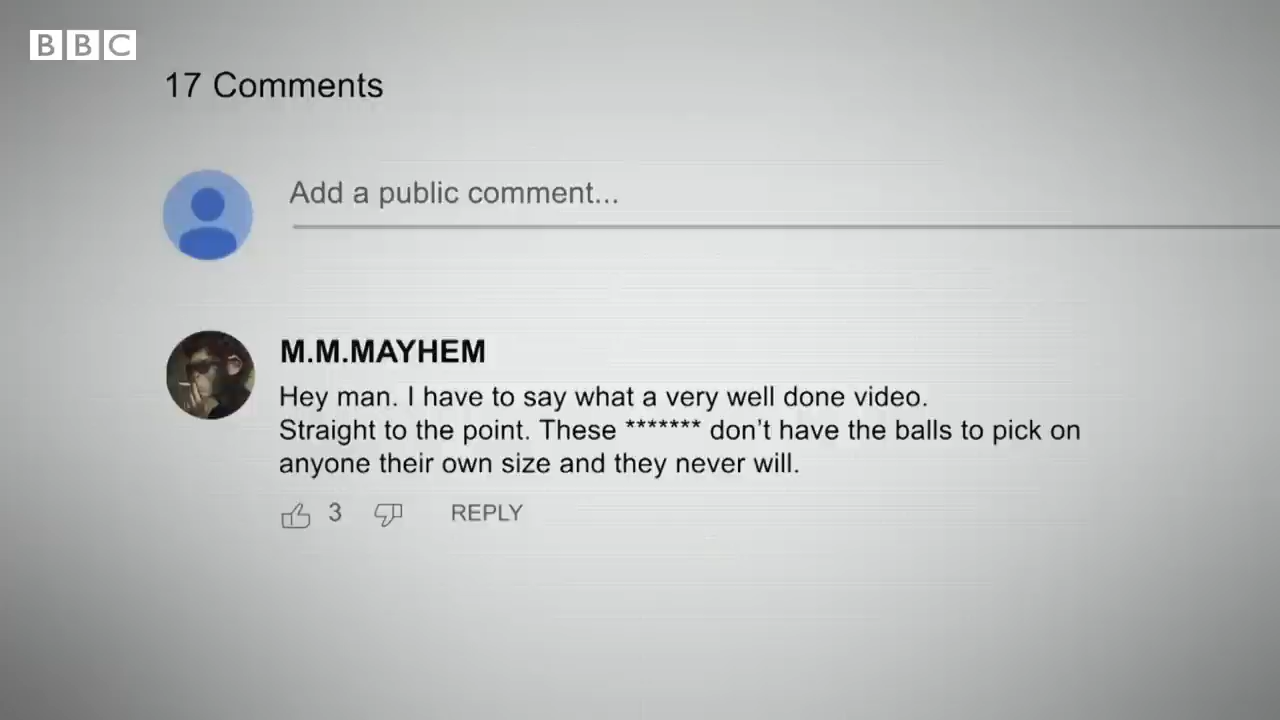 BBC
17 Comments
Add a public comment...
M.M.MAYHEM
Hey man. I have to say what a very well done video.
Straight to the point. These ******* don’t have the balls to pick on
anyone their own size and they never will.
3 REPLY